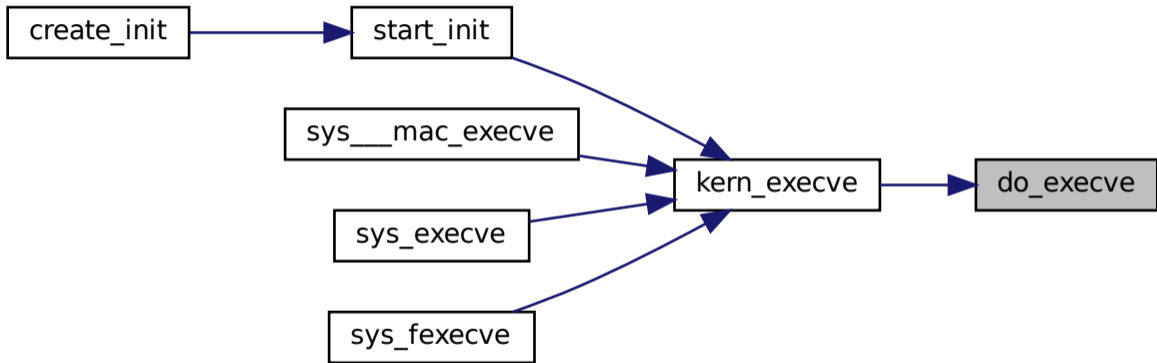 create_init
start_init
sys___mac_execve
kern_execve
do_execve
sys_execve
sys_fexecve